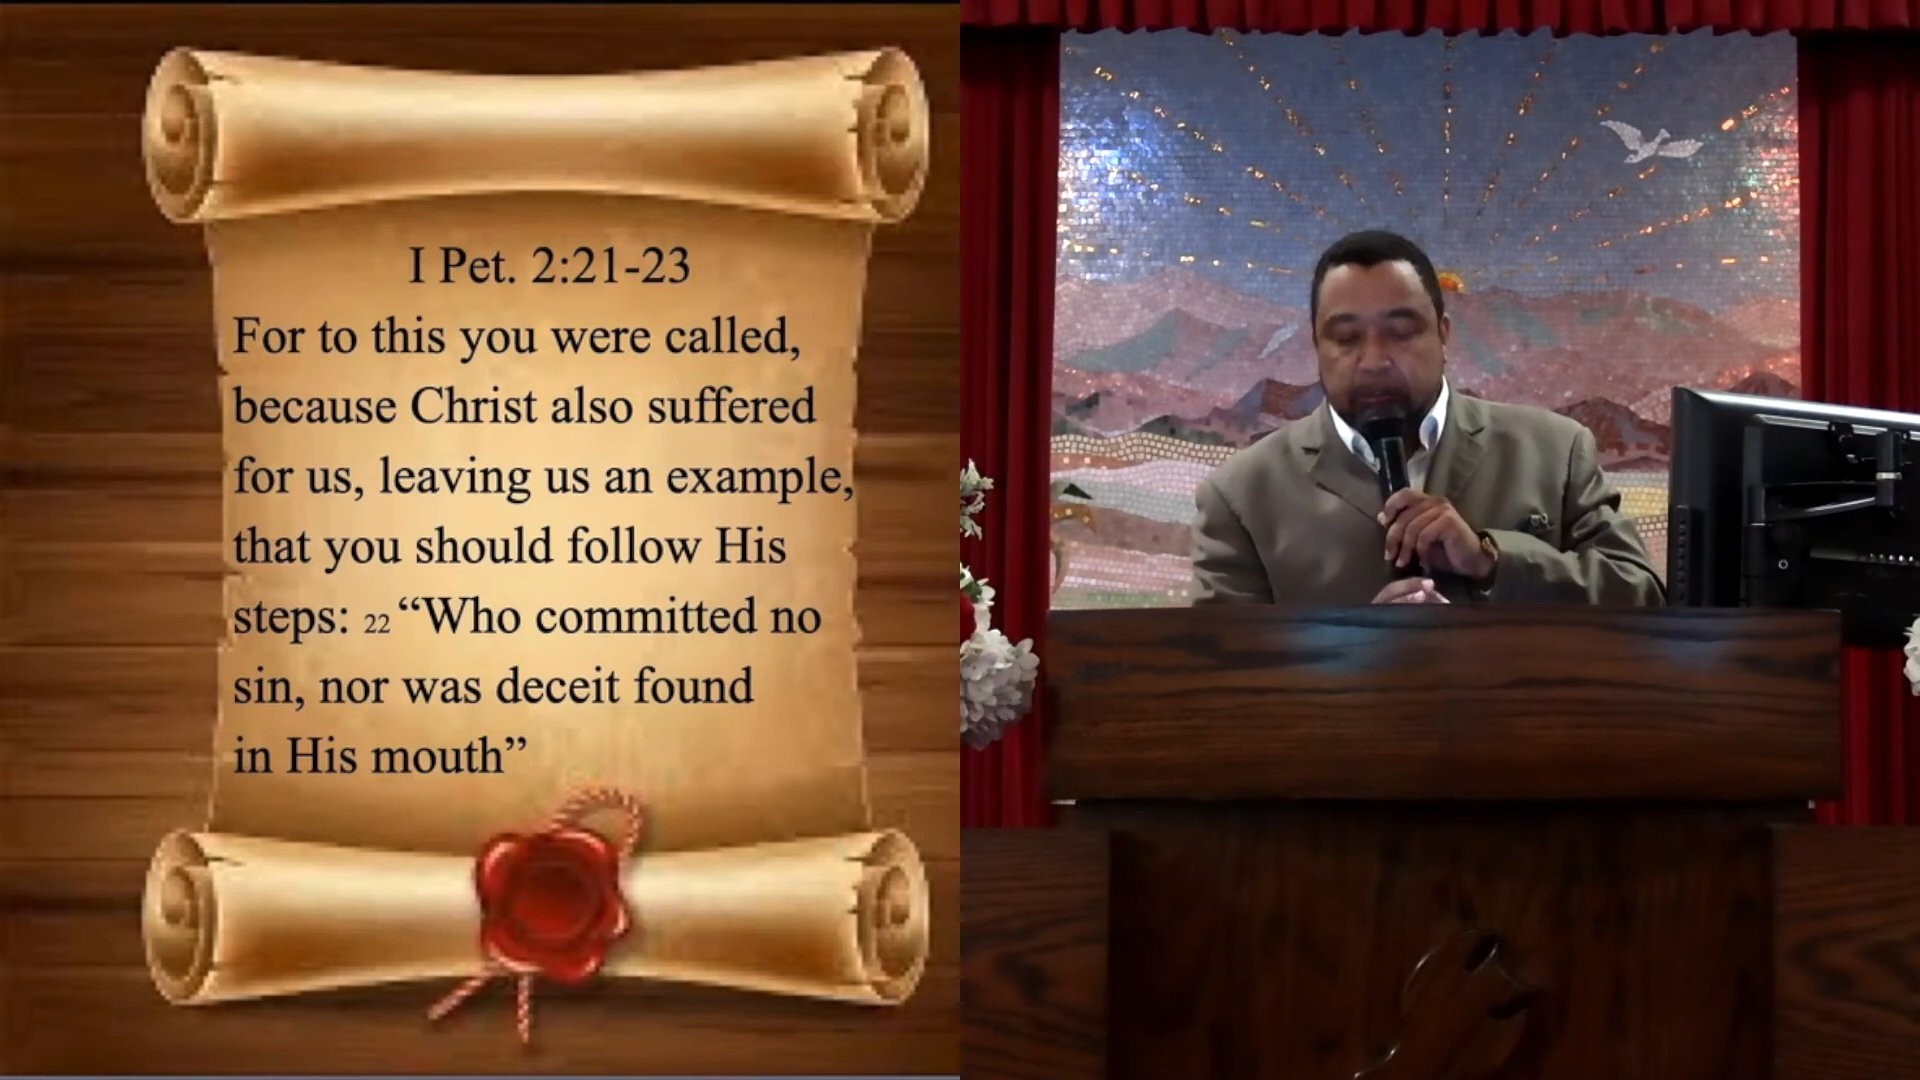 I Pet. 2:21-23
For to this you were called,
because Christ also suffered
for us, leaving us an example,
that you should follow His
steps: 22 “Who committed no
sin, nor was deceit found
in His mouth”